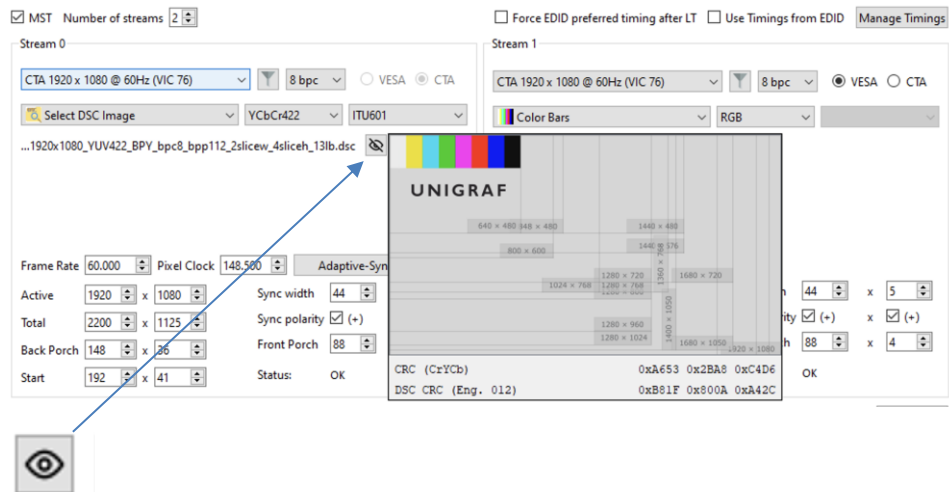 MST Number of streams 2
Force EDID preferred timing after LT Use Timings from EDID Manage Timings
Stream 0
CTA 1920 x 1080 @ 60Hz (VIC 76) 8 bpc VESA CTA
Select DSC Image YCbCr422 ITU601
...1920x1080_YUV422_BPY_bpc8_bpp112_2slicew_4sliceh_13lb.dsc
Frame Rate 60.000 Pixel Clock 148.500 Adaptive-Syn
Active 1920 x 1080 Sync width 44
Total 2200 x 1125 Sync polarity (+)
Back Porch 148 x 36 Front Porch 88
Start 192 x 41 Status: OK
Stream 1
CTA 1920 x 1080 @ 60Hz (VIC 76) 8 bpc VESA CTA
Color Bars RGB
UNIGRAF
640 × 480 848 × 480 1440 × 480
800 × 600 1440 × 576
1360 × 768
1280 × 720 1680 × 720
1024 × 768 1280 × 768
1280 × 800
1400 × 1050
1280 × 960
1280 × 1024 1680 × 1050 1920 × 1080
CRC (CrYCb) 0xA653 0x2BA8 0xC4D6
DSC CRC (Eng. 012) 0xB81F 0x800A 0xA42C
h 44 x 5
rity (+) x (+)
h 88 x 4
OK